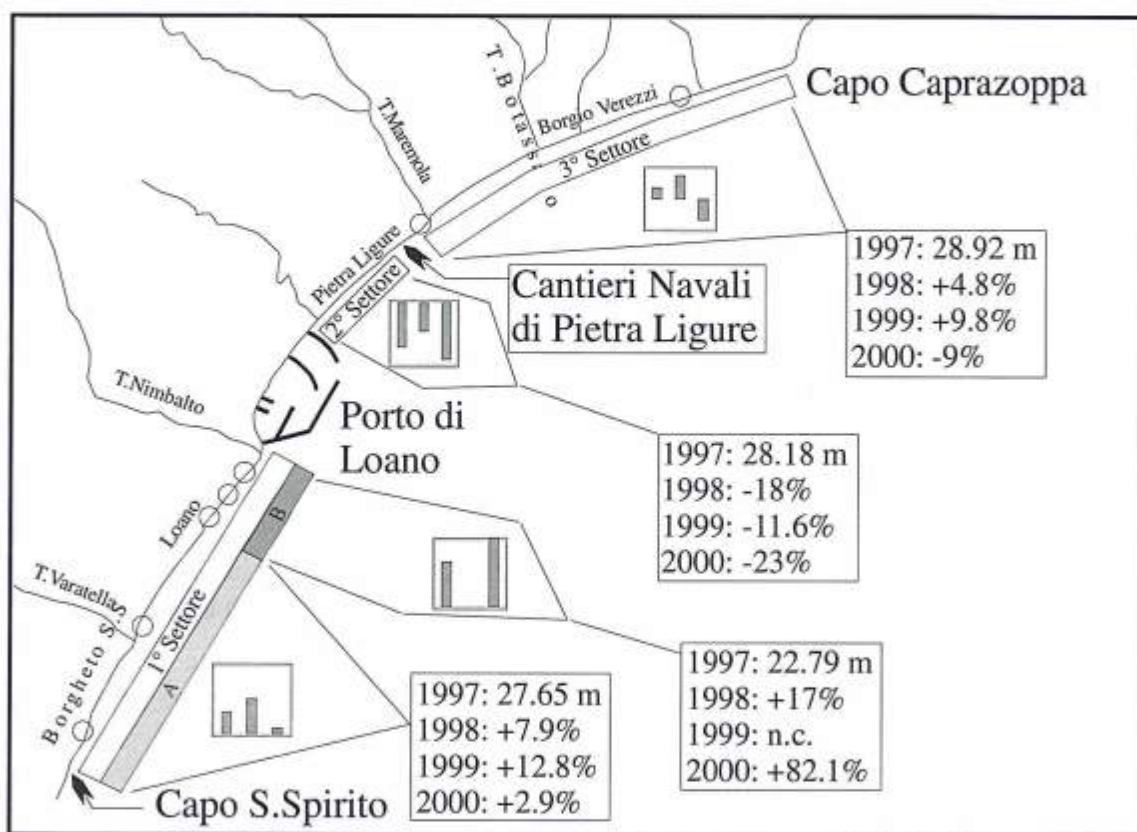 Capo Caprazoppa
T.Botasso
Borgio Verezzi
3° Settore
T.Maremola
Pietra Ligure
2° Settore
Cantieri Navali
di Pietra Ligure
1997: 28.92 m
1998: +4.8%
1999: +9.8%
2000: -9%
T.Nimbalto
Porto di
Loano
1997: 28.18 m
1998: -18%
1999: -11.6%
2000: -23%
Loano
B
T.Varatella
1° Settore
A
Borgheto S.S
1997: 27.65 m
1998: +7.9%
1999: +12.8%
2000: +2.9%
1997: 22.79 m
1998: +17%
1999: n.c.
2000: +82.1%
Capo S.Spirito